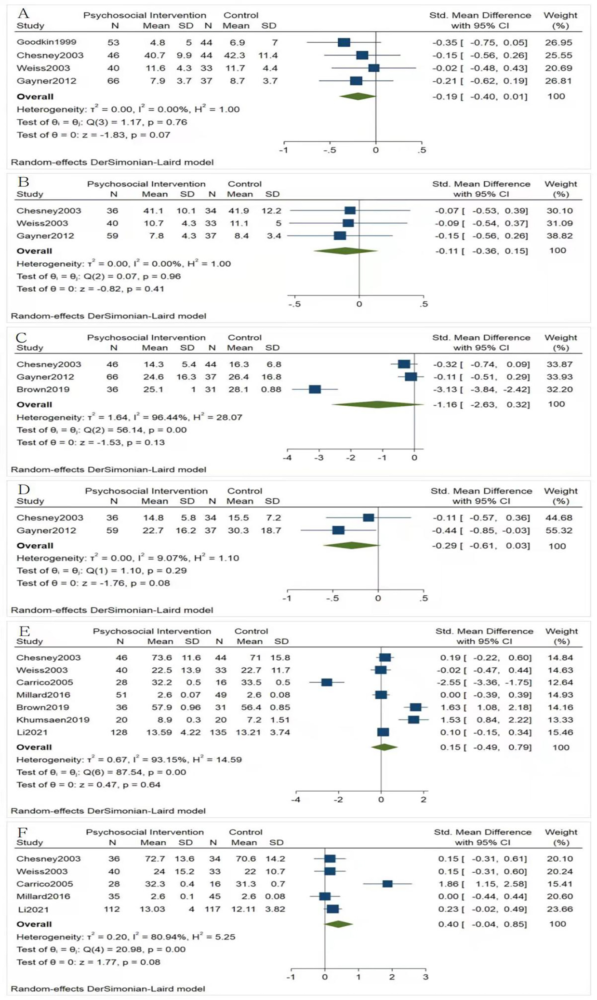 A
Psychosocial Intervention Control Std. Mean Difference Weight
Study N Mean SD N Mean SD with 95% CI (%)
Goodkin1999 53 4.8 5 44 6.9 7 -0.35 [ -0.75, 0.05] 26.95
Chesney2003 46 40.7 9.9 44 42.3 11.4 -0.15 [ -0.56, 0.26] 25.55
Weiss2003 40 11.6 4.3 33 11.7 4.4 -0.02 [ -0.48, 0.43] 20.69
Gayner2012 66 7.9 3.7 37 8.7 3.7 -0.21 [ -0.62, 0.19] 26.81
Overall -0.19 [ -0.40, 0.01] 100
Heterogeneity: τ² = 0.00, I² = 0.00%, H² = 1.00
Test of θᵢ = θⱼ: Q(3) = 1.17, p = 0.76
Test of θ = 0: z = -1.83, p = 0.07
-1 -.5 0 .5
Random-effects DerSimonian-Laird model
B
Psychosocial Intervention Control Std. Mean Difference Weight
Study N Mean SD N Mean SD with 95% CI (%)
Chesney2003 36 41.1 10.1 34 41.9 12.2 -0.07 [ -0.53, 0.39] 30.10
Weiss2003 40 10.7 4.3 33 11.1 5 -0.09 [ -0.54, 0.37] 31.09
Gayner2012 59 7.8 4.3 37 8.4 3.4 -0.15 [ -0.56, 0.26] 38.82
Overall -0.11 [ -0.36, 0.15] 100
Heterogeneity: τ² = 0.00, I² = 0.00%, H² = 1.00
Test of θᵢ = θⱼ: Q(2) = 0.07, p = 0.96
Test of θ = 0: z = -0.82, p = 0.41
-.5 0 .5
Random-effects DerSimonian-Laird model
C
Psychosocial Intervention Control Std. Mean Difference Weight
Study N Mean SD N Mean SD with 95% CI (%)
Chesney2003 46 14.3 5.4 44 16.3 6.8 -0.32 [ -0.74, 0.09] 33.87
Gayner2012 66 24.6 16.3 37 26.4 16.8 -0.11 [ -0.51, 0.29] 33.93
Brown2019 36 25.1 1 31 28.1 0.88 -3.13 [ -3.84, -2.42] 32.20
Overall -1.16 [ -2.63, 0.32] 100
Heterogeneity: τ² = 1.64, I² = 96.44%, H² = 28.07
Test of θᵢ = θⱼ: Q(2) = 56.14, p = 0.00
Test of θ = 0: z = -1.53, p = 0.13
-4 -3 -2 -1 0
Random-effects DerSimonian-Laird model
D
Psychosocial Intervention Control Std. Mean Difference Weight
Study N Mean SD N Mean SD with 95% CI (%)
Chesney2003 36 14.8 5.8 34 15.5 7.2 -0.11 [ -0.57, 0.36] 44.68
Gayner2012 59 22.7 16.2 37 30.3 18.7 -0.44 [ -0.85, -0.03] 55.32
Overall -0.29 [ -0.61, 0.03] 100
Heterogeneity: τ² = 0.00, I² = 9.07%, H² = 1.10
Test of θᵢ = θⱼ: Q(1) = 1.10, p = 0.29
Test of θ = 0: z = -1.76, p = 0.08
-1 -.5 0 .5
Random-effects DerSimonian-Laird model
E
Psychosocial Intervention Control Std. Mean Difference Weight
Study N Mean SD N Mean SD with 95% CI (%)
Chesney2003 46 73.6 11.6 44 71 15.8 0.19 [ -0.22, 0.60] 14.84
Weiss2003 40 22.5 13.9 33 22.7 11.7 -0.02 [ -0.47, 0.44] 14.63
Carrico2005 28 32.2 0.5 16 33.5 0.5 -2.55 [ -3.36, -1.75] 12.64
Millard2016 51 2.6 0.07 49 2.6 0.08 0.00 [ -0.39, 0.39] 14.93
Brown2019 36 57.9 0.96 31 56.4 0.85 1.63 [ 1.08, 2.18] 14.16
Khumsaen2019 20 8.9 0.3 20 7.2 1.51 1.53 [ 0.84, 2.22] 13.33
Li2021 128 13.59 4.22 135 13.21 3.74 0.10 [ -0.15, 0.34] 15.46
Overall 0.15 [ -0.49, 0.79] 100
Heterogeneity: τ² = 0.67, I² = 93.15%, H² = 14.59
Test of θᵢ = θⱼ: Q(6) = 87.54, p = 0.00
Test of θ = 0: z = 0.47, p = 0.64
-4 -2 0 2
Random-effects DerSimonian-Laird model
F
Psychosocial Intervention Control Std. Mean Difference Weight
Study N Mean SD N Mean SD with 95% CI (%)
Chesney2003 36 72.7 13.6 34 70.6 14.2 0.15 [ -0.31, 0.61] 20.10
Weiss2003 40 24 15.2 33 22 10.7 0.15 [ -0.31, 0.60] 20.24
Carrico2005 28 32.3 0.4 16 31.3 0.7 1.86 [ 1.15, 2.58] 15.41
Millard2016 35 2.6 0.1 45 2.6 0.08 0.00 [ -0.44, 0.44] 20.60
Li2021 112 13.03 4 117 12.11 3.82 0.23 [ -0.02, 0.49] 23.66
Overall 0.40 [ -0.04, 0.85] 100
Heterogeneity: τ² = 0.20, I² = 80.94%, H² = 5.25
Test of θᵢ = θⱼ: Q(4) = 20.98, p = 0.00
Test of θ = 0: z = 1.77, p = 0.08
-1 0 1 2 3
Random-effects DerSimonian-Laird model